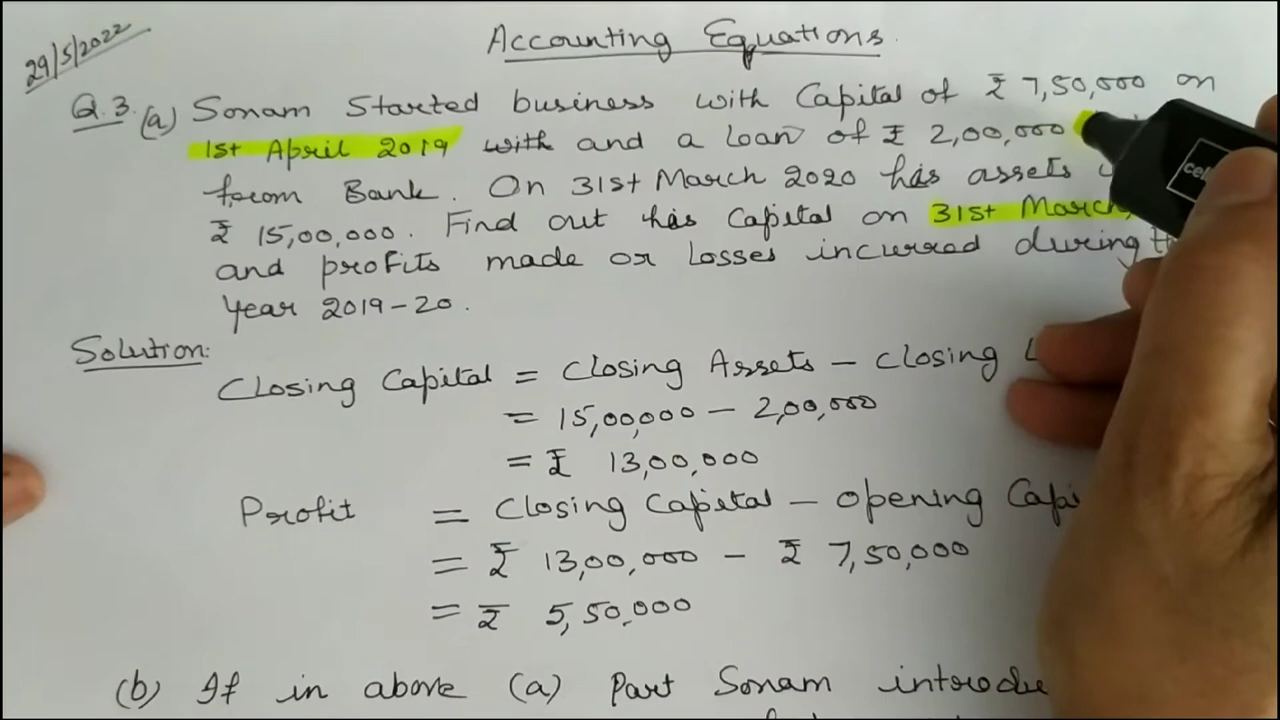 29/5/2022
Accounting Equations.
Q.3 (a) Sonam Started business with Capital of ₹ 7,50,000 on
1st April 2019 with and a loan of ₹ 2,00,000
from Bank. On 31st March 2020 his assets
₹ 15,00,000. Find out his Capital on 31st March,
and profits made or Losses incurred during
Year 2019-20.
Solution:
Closing Capital = Closing Assets - Closing
= 15,00,000 - 2,00,000
= ₹ 13,00,000
Profit = Closing Capital - opening
= ₹ 13,00,000 - ₹ 7,50,000
= ₹ 5,50,000
(b) If in above (a) Part Sonam introdu